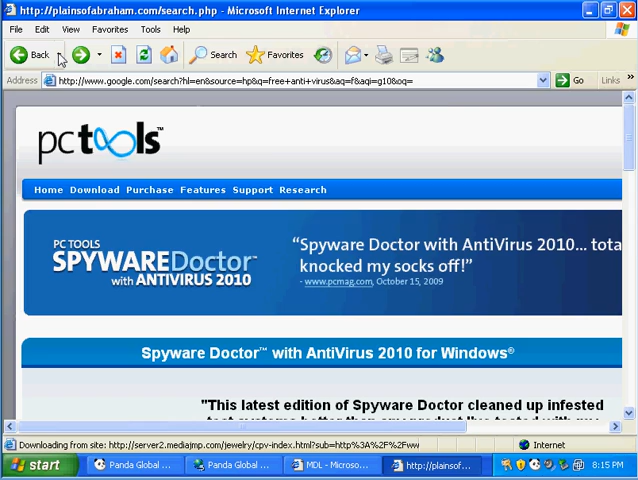 http://plainsofabraham.com/search.php - Microsoft Internet Explorer
File Edit View Favorites Tools Help
Back Search Favorites
Address http://www.google.com/search?hl=en&source=hp&q=free+anti+virus&aq=f&aqi=g10&oq= Go Links »
pctools™
Home Download Purchase Features Support Research
PC TOOLS
SPYWAREDoctor™
with ANTIVIRUS 2010
“Spyware Doctor with AntiVirus 2010... tota
knocked my socks off!”
- www.pcmag.com, October 15, 2009
Spyware Doctor™ with AntiVirus 2010 for Windows®
"This latest edition of Spyware Doctor cleaned up infested
Downloading from site: http://server2.mediajmp.com/jewelry/cpv-index.html?sub=http%3A%2F%2Fww Internet
start Panda Global ... Panda Global ... MDL - Microso... http://plainsof... 8:15 PM